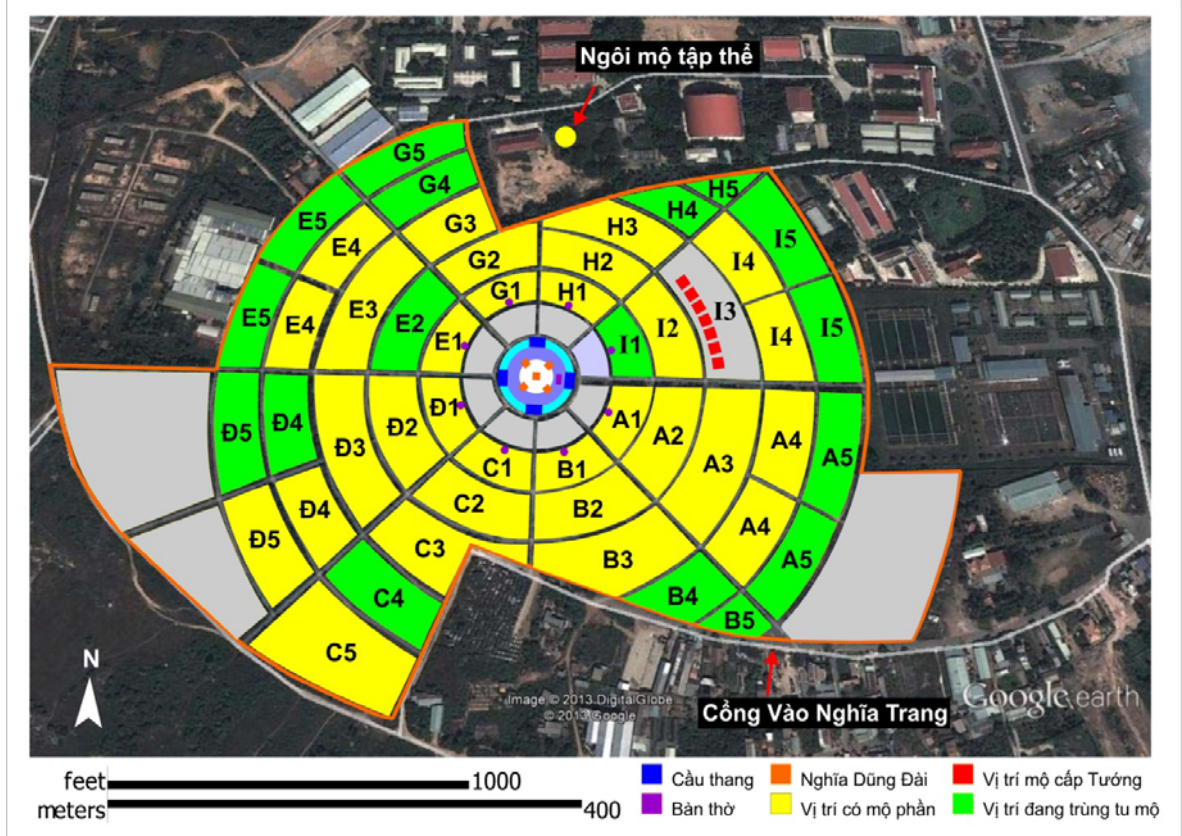 Ngôi mộ tập thể
G5
G4
H5
H4
E5
G3
H3
I5
E4
G2
H2
I4
G1
H1
I3
E5
E4
E3
E2
E1
I1
I2
I4
I5
Đ5
Đ4
Đ3
Đ2
Đ1
A1
A2
A3
A4
A5
C1
B1
C2
B2
Đ5
Đ4
C3
B3
A4
A5
C4
B4
B5
C5
N
Image © 2013 DigitalGlobe
© 2013 Google
Google earth
Cổng Vào Nghĩa Trang
feet 1000
meters 400
Cầu thang
Nghĩa Dũng Đài
Vị trí mộ cấp Tướng
Bàn thờ
Vị trí có mộ phần
Vị trí đang trùng tu mộ